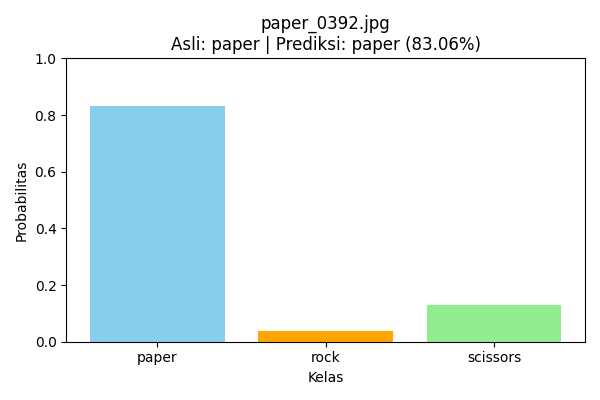 paper_0392.jpg
Asli: paper | Prediksi: paper (83.06%)
1.0
0.8
0.6
0.4
0.2
0.0
Probabilitas
paper rock scissors
Kelas